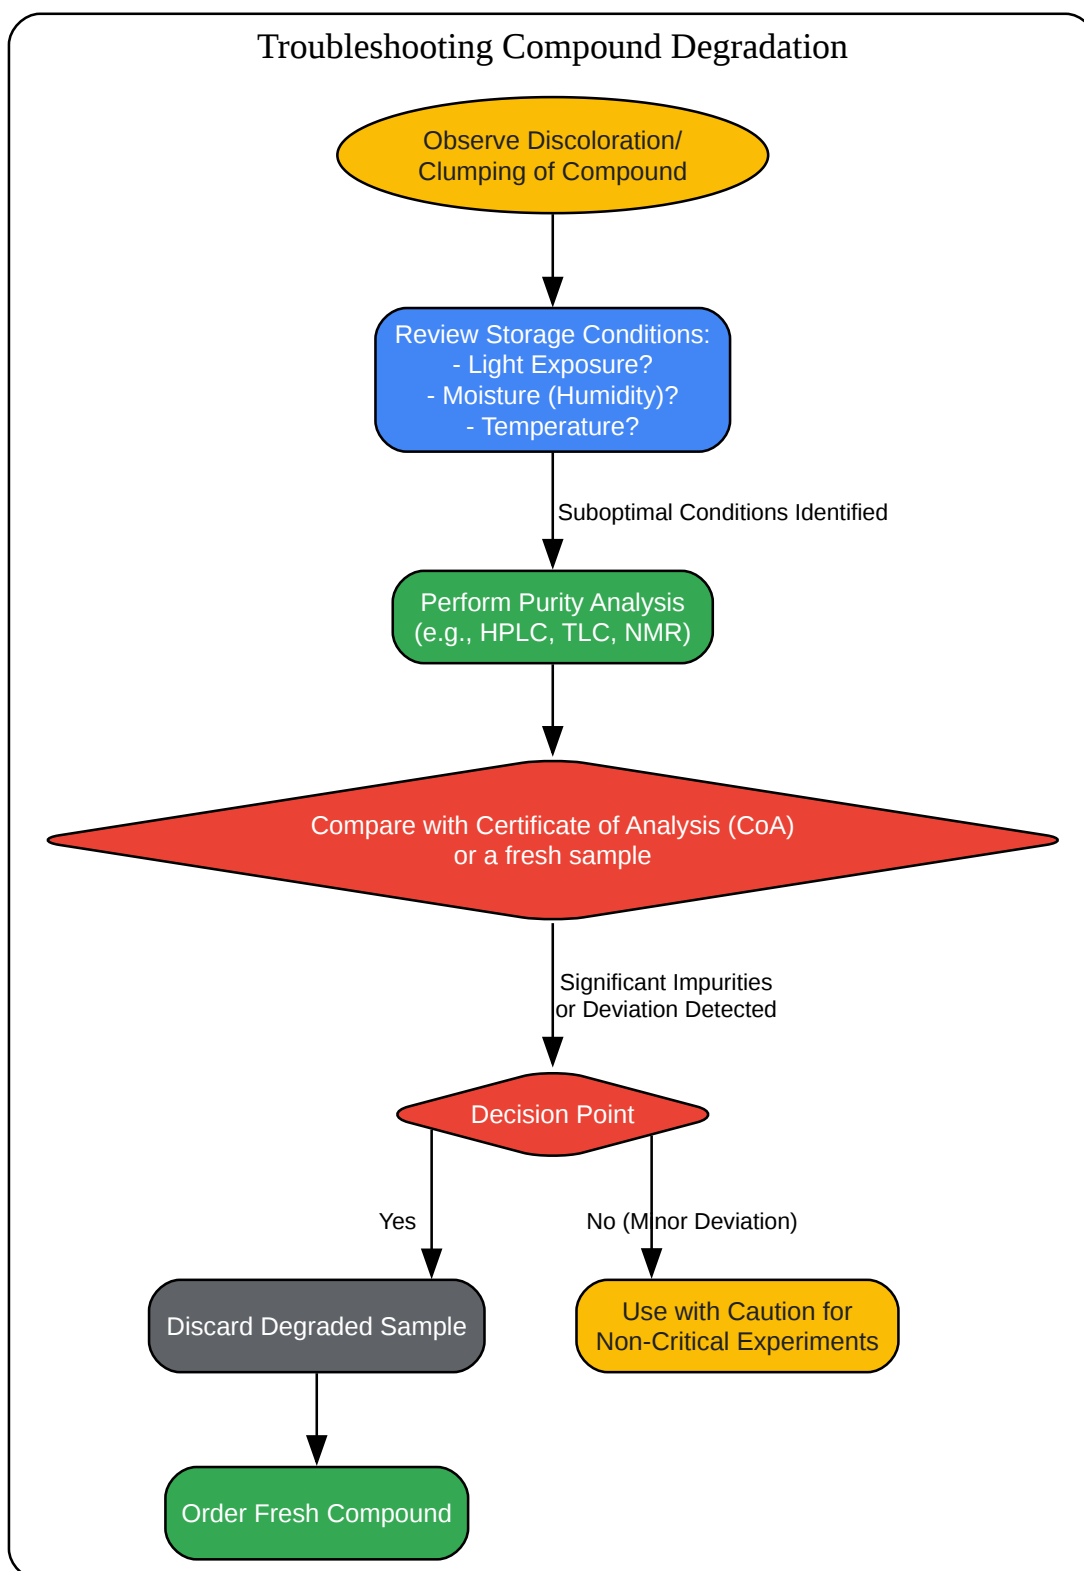 Troubleshooting Compound Degradation
Observe Discoloration/
Clumping of Compound
Review Storage Conditions:
- Light Exposure?
- Moisture (Humidity)?
- Temperature?
Suboptimal Conditions Identified
Perform Purity Analysis
(e.g., HPLC, TLC, NMR)
Compare with Certificate of Analysis (CoA)
or a fresh sample
Significant Impurities
or Deviation Detected
Decision Point
Yes
No (Minor Deviation)
Discard Degraded Sample
Use with Caution for
Non-Critical Experiments
Order Fresh Compound